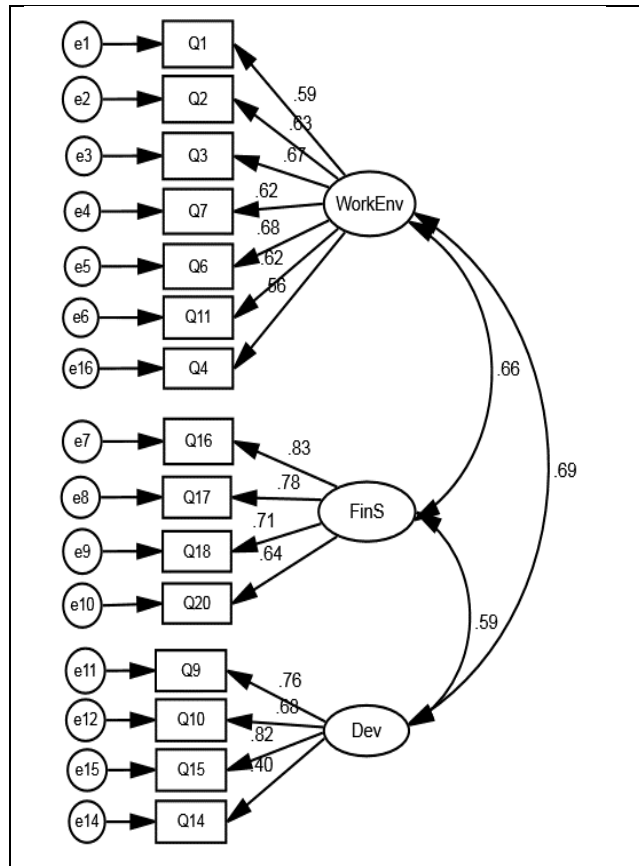 e1 Q1
.59
e2 Q2
.63
e3 Q3
.67
WorkEnv
e4 Q7
.62
.68
e5 Q6
.62
e6 Q11
.56
e16 Q4
.66
e7 Q16
.83
.69
e8 Q17
.78
FinS
.71
e9 Q18
.64
e10 Q20
.59
e11 Q9
.76
.68
e12 Q10
Dev
.82
e15 Q15
.40
e14 Q14